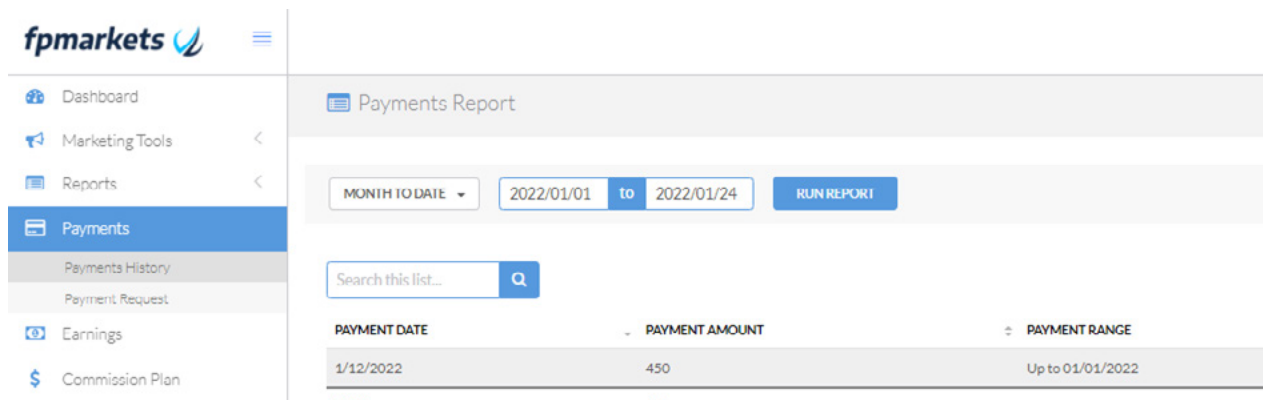 fpmarkets
Dashboard
Marketing Tools
Reports
Payments
Payments History
Payment Request
Earnings
Commission Plan
Payments Report
MONTH TO DATE 2022/01/01 to 2022/01/24 RUN REPORT
Search this list...
PAYMENT DATE PAYMENT AMOUNT PAYMENT RANGE
1/12/2022 450 Up to 01/01/2022